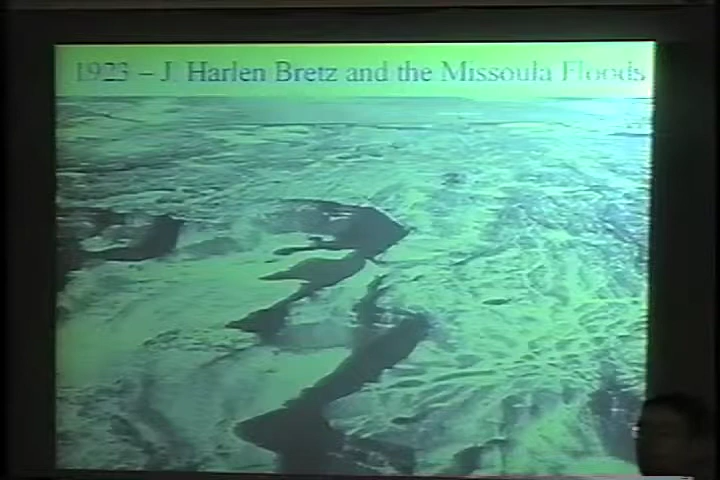 1923 – J. Harlen Bretz and the Missoula Floods